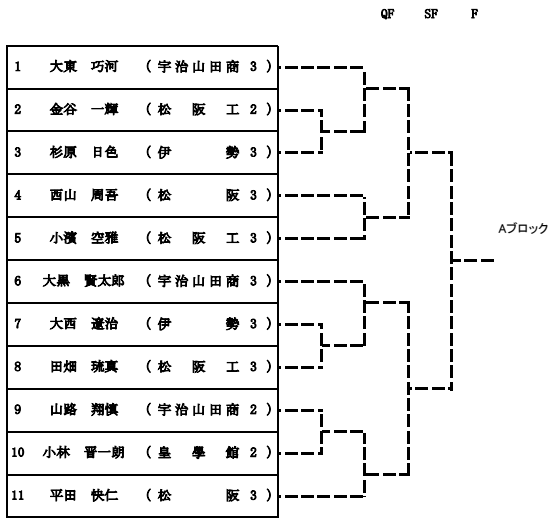 QF SF F
1 大東 巧河 (宇治山田商3)
2 金谷 一輝 (松阪工2)
3 杉原 日色 (伊勢3)
4 西山 周吾 (松阪3)
5 小濱 空雅 (松阪工3)
Aブロック
6 大黒 賢太郎 (宇治山田商3)
7 大西 遼治 (伊勢3)
8 田畑 琉真 (松阪工3)
9 山路 翔慎 (宇治山田商2)
10 小林 晋一朗 (皇學館2)
11 平田 快仁 (松阪3)